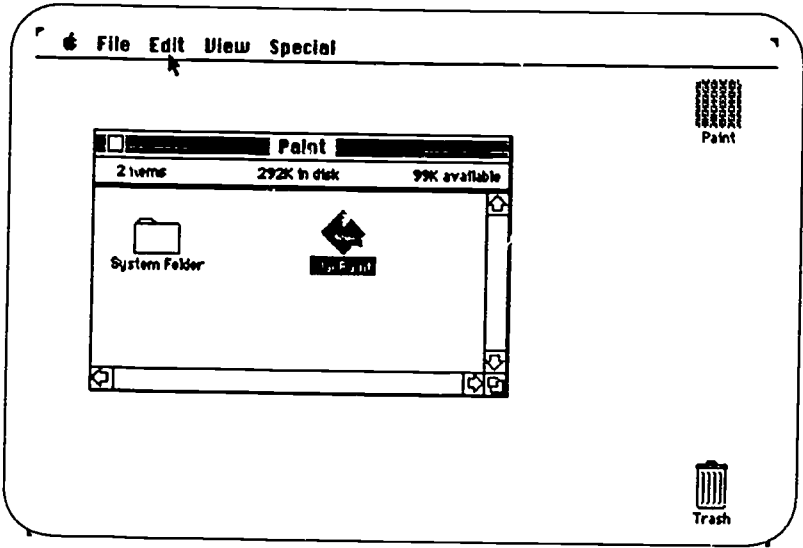 File Edit View Special
Paint
Paint
2 items 292K in disk 99K available
System Folder
Trash